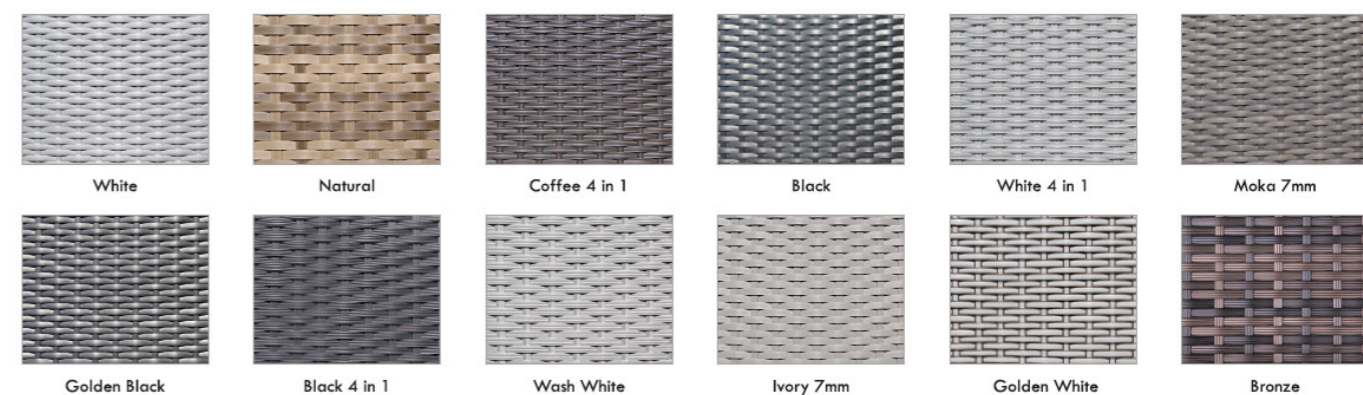 White
Natural
Coffee 4 in 1
Black
White 4 in 1
Moka 7mm
Golden Black
Black 4 in 1
Wash White
Ivory 7mm
Golden White
Bronze